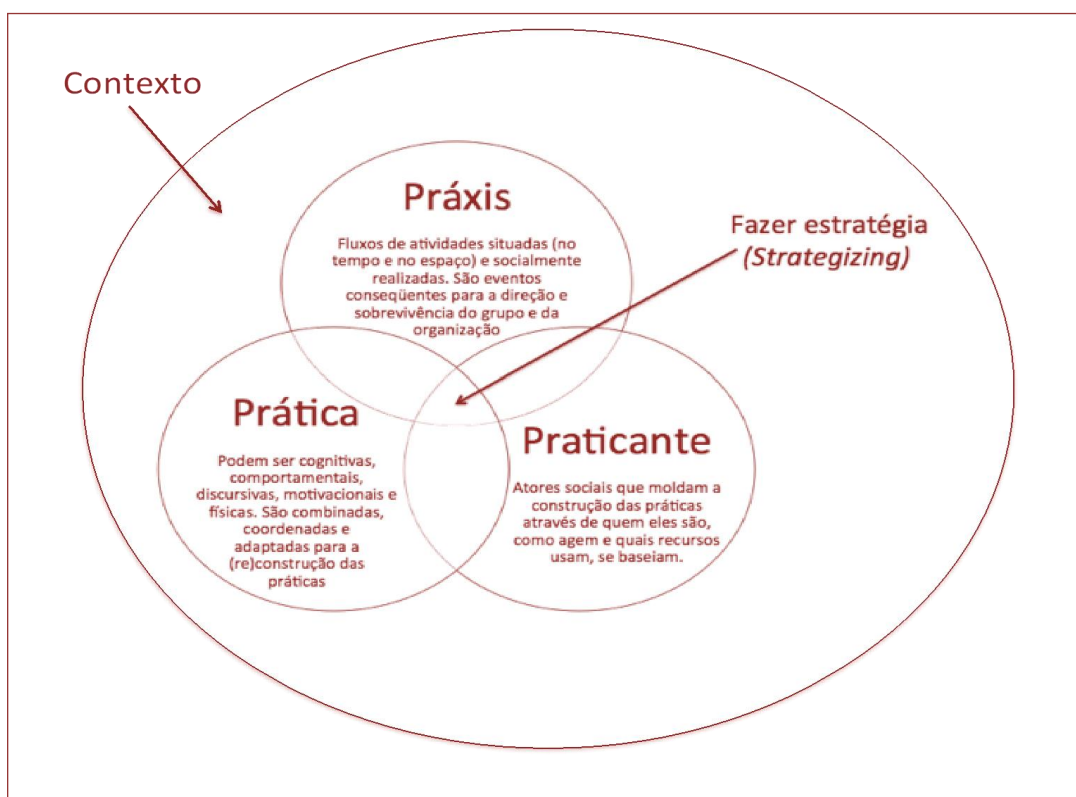 Contexto
Práxis
Fluxos de atividades situadas (no
tempo e no espaço) e socialmente
realizadas. São eventos
conseqüentes para a direção e
sobrevivência do grupo e da
organização
Fazer estratégia
(Strategizing)
Prática
Podem ser cognitivas,
comportamentais,
discursivas, motivacionais e
físicas. São combinadas,
coordenadas e
adaptadas para a
(re)construção das
práticas
Praticante
Atores sociais que moldam a
construção das práticas
através de quem eles são,
como agem e quais recursos
usam, se baseiam.